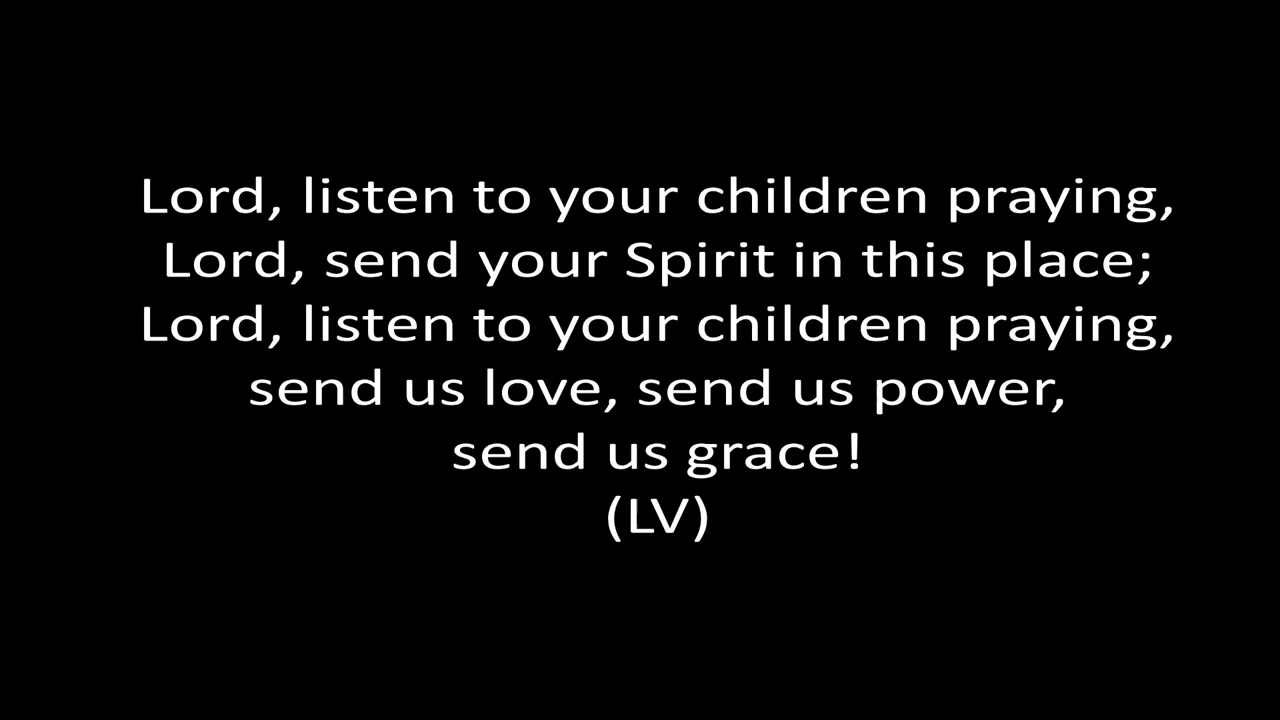 Lord, listen to your children praying,
Lord, send your Spirit in this place;
Lord, listen to your children praying,
send us love, send us power,
send us grace!
(LV)